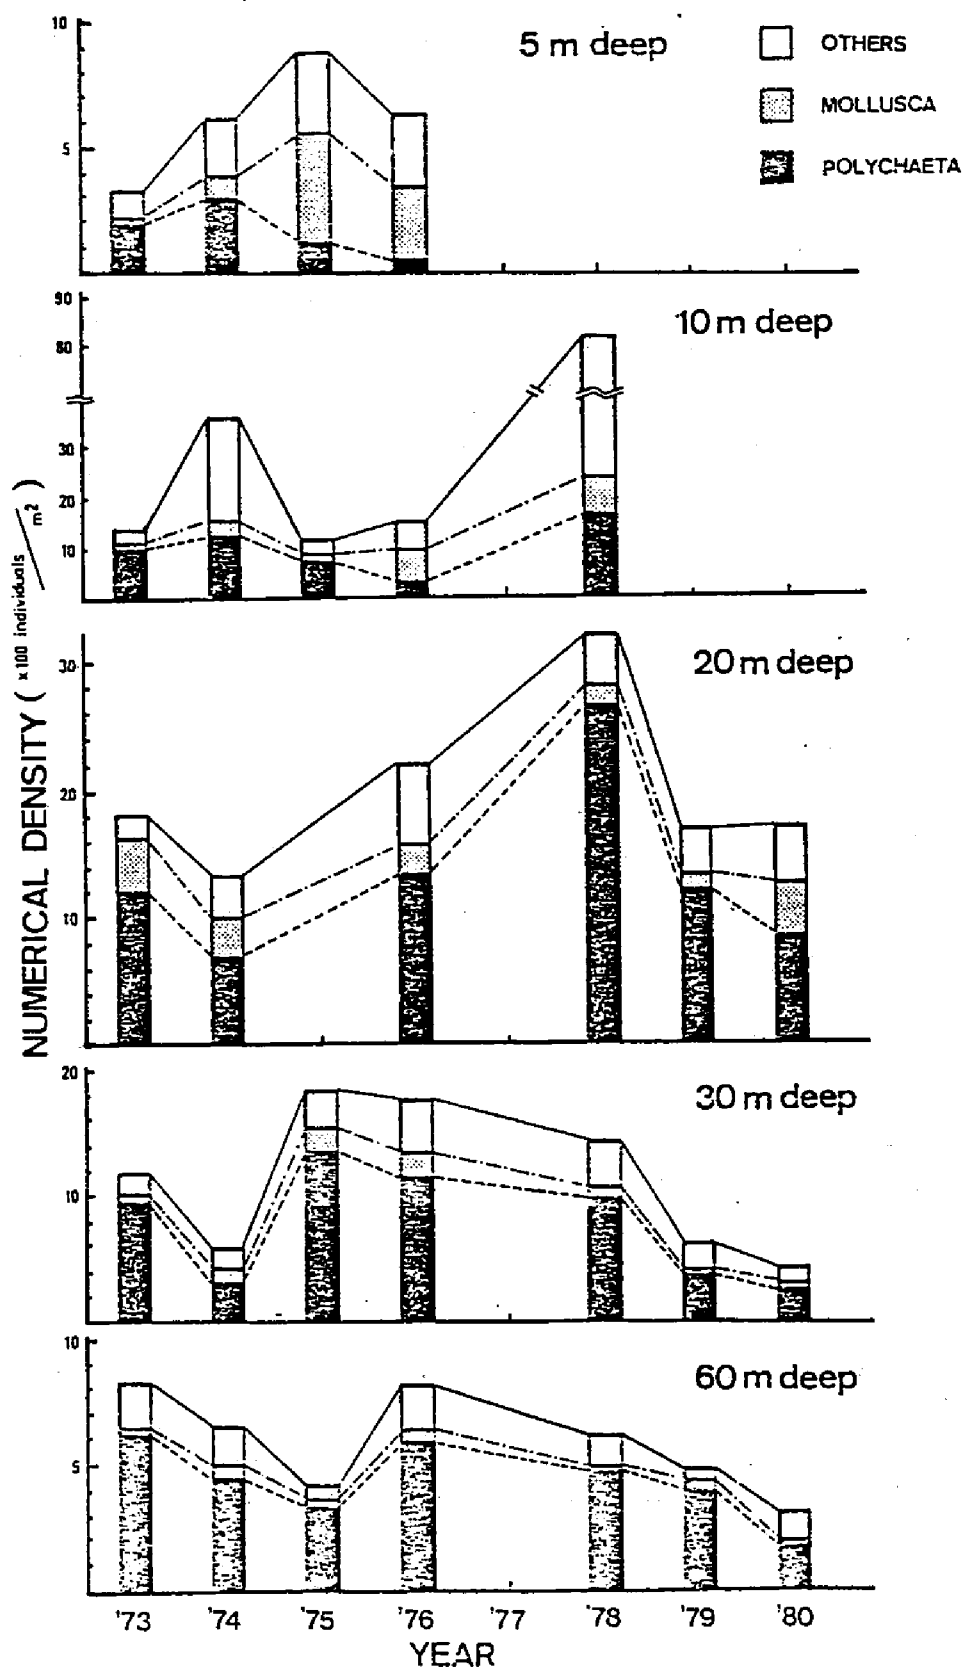 10
5 m deep
OTHERS
MOLLUSCA
5
POLYCHAETA
0
90
10 m deep
80
30
20
10
30
20 m deep
20
10
NUMERICAL DENSITY ( x100 individuals / m2 )
20
30 m deep
10
10
60 m deep
5
'73 '74 '75 '76 '77 '78 '79 '80
YEAR